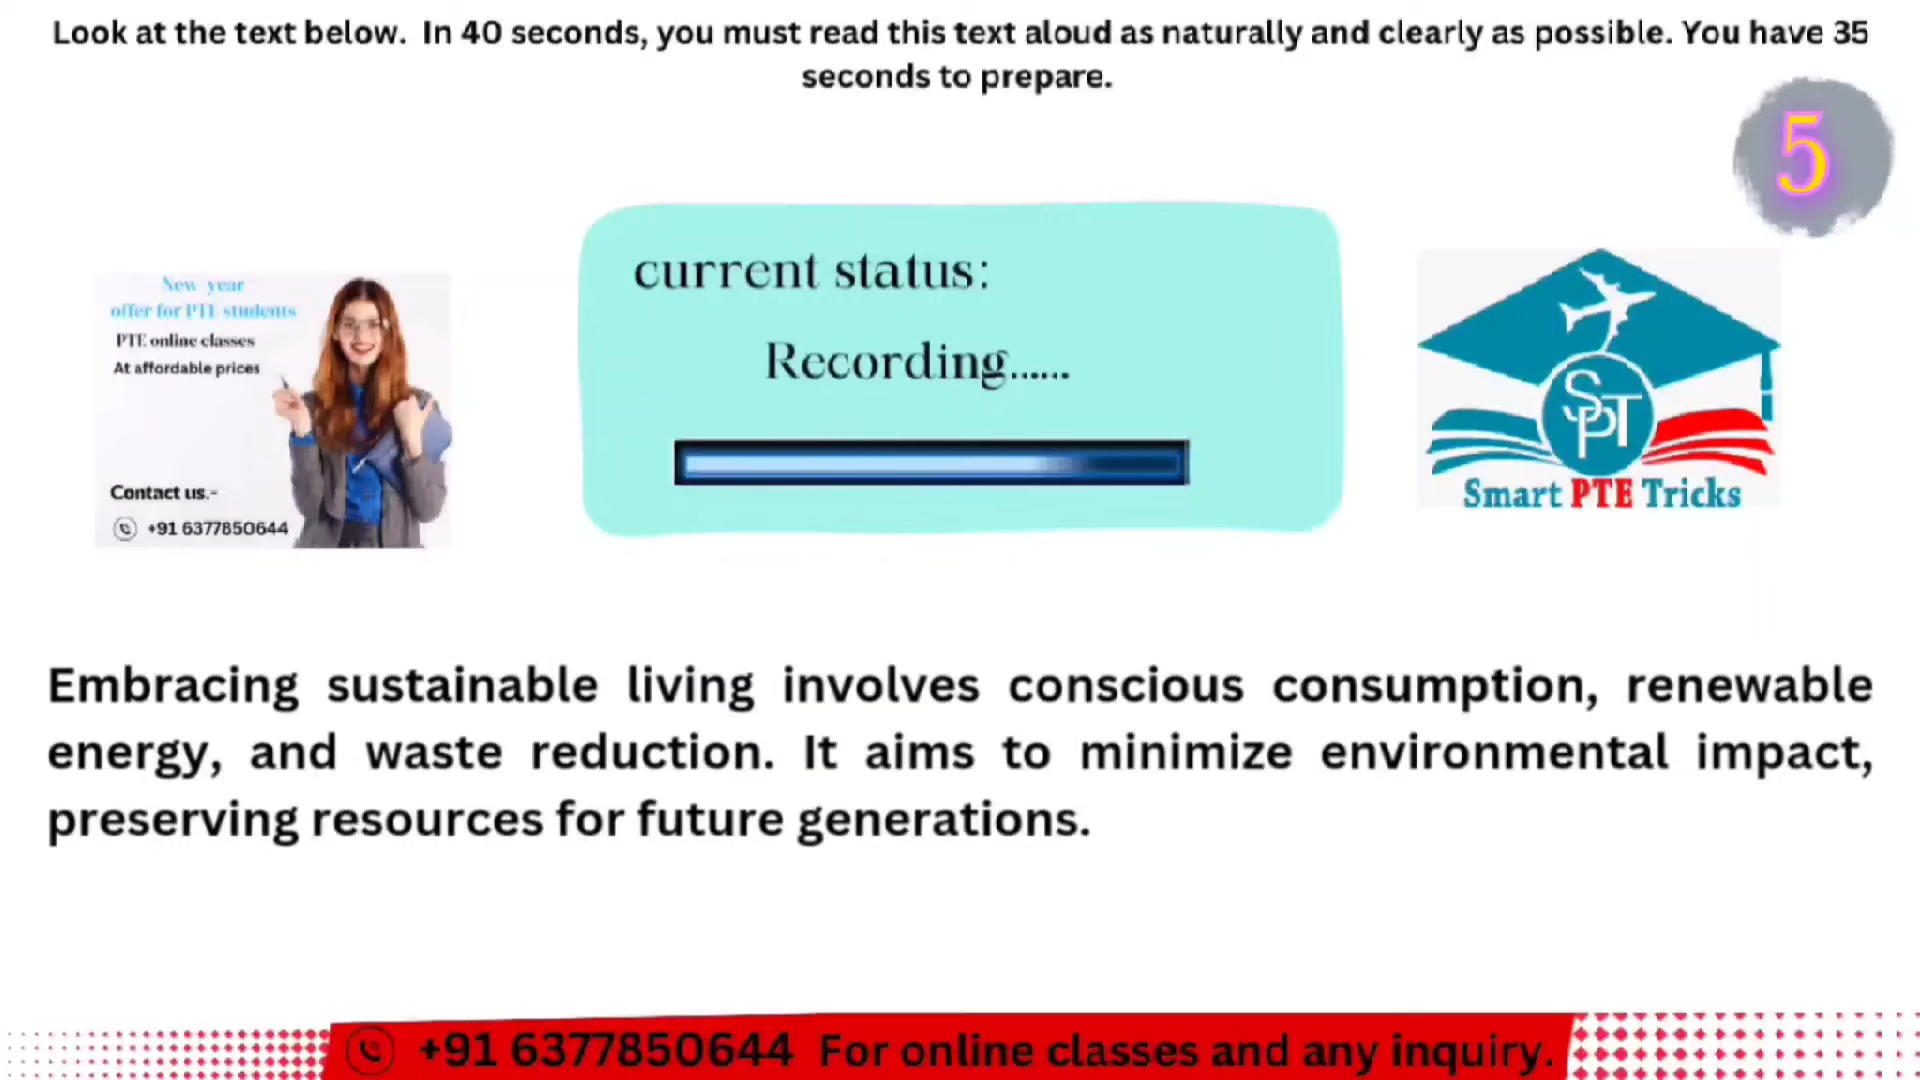 Look at the text below. In 40 seconds, you must read this text aloud as naturally and clearly as possible. You have 35
seconds to prepare.
5
New year
offer for PTE students
PTE online classes
At affordable prices
Contact us.-
+91 6377850644
current status:
Recording......
SPT
Smart PTE Tricks
Embracing sustainable living involves conscious consumption, renewable
energy, and waste reduction. It aims to minimize environmental impact,
preserving resources for future generations.
+91 6377850644 For online classes and any inquiry.